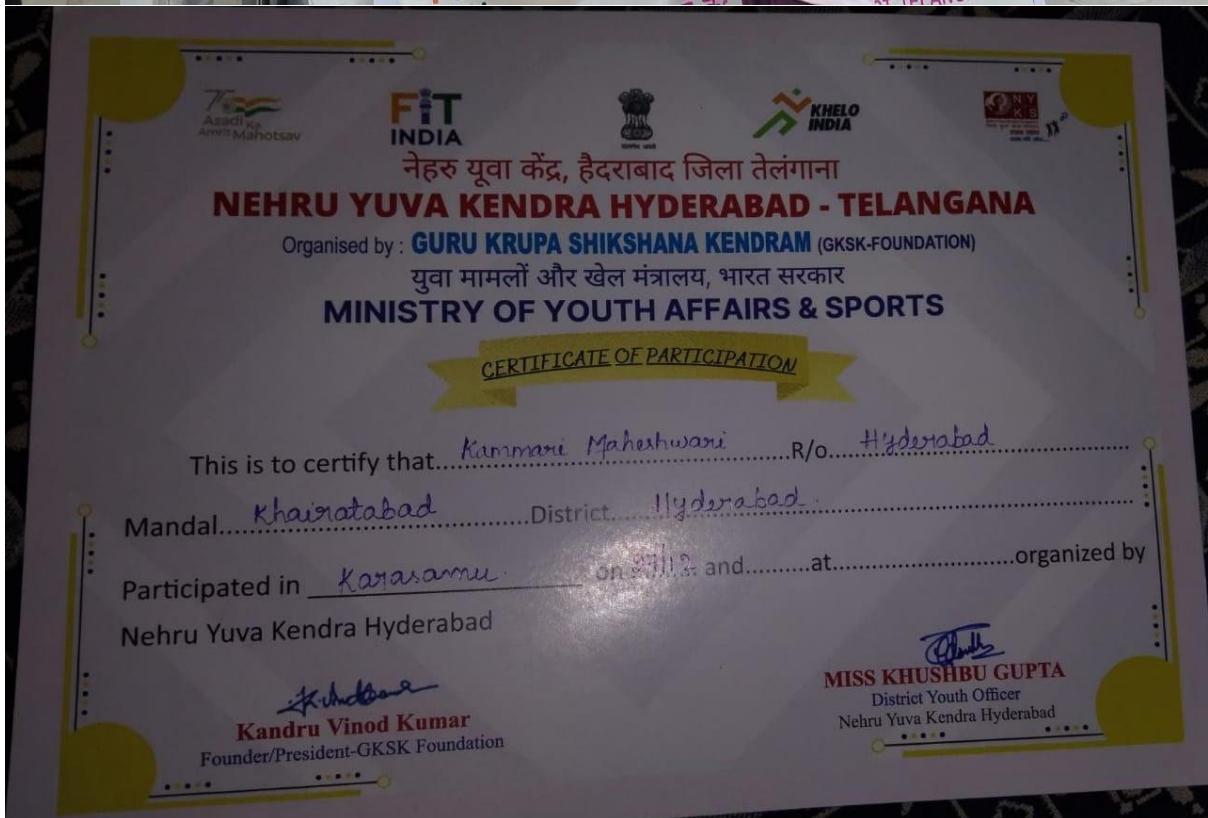 75
Azadi Ka
Amrit Mahotsav
FIT
INDIA
KHELO
INDIA
NY
KS
नेहरु यूवा केंद्र, हैदराबाद जिला तेलंगाना
NEHRU YUVA KENDRA HYDERABAD - TELANGANA
Organised by : GURU KRUPA SHIKSHANA KENDRAM (GKSK-FOUNDATION)
युवा मामलों और खेल मंत्रालय, भारत सरकार
MINISTRY OF YOUTH AFFAIRS & SPORTS
CERTIFICATE OF PARTICIPATION
This is to certify that Kammari Maheshwari R/o Hyderabad
Mandal Khairatabad District Hyderabad.
Participated in Karasamu. on and at organized by
Nehru Yuva Kendra Hyderabad
Kandru Vinod Kumar
Founder/President-GKSK Foundation
MISS KHUSHBU GUPTA
District Youth Officer
Nehru Yuva Kendra Hyderabad